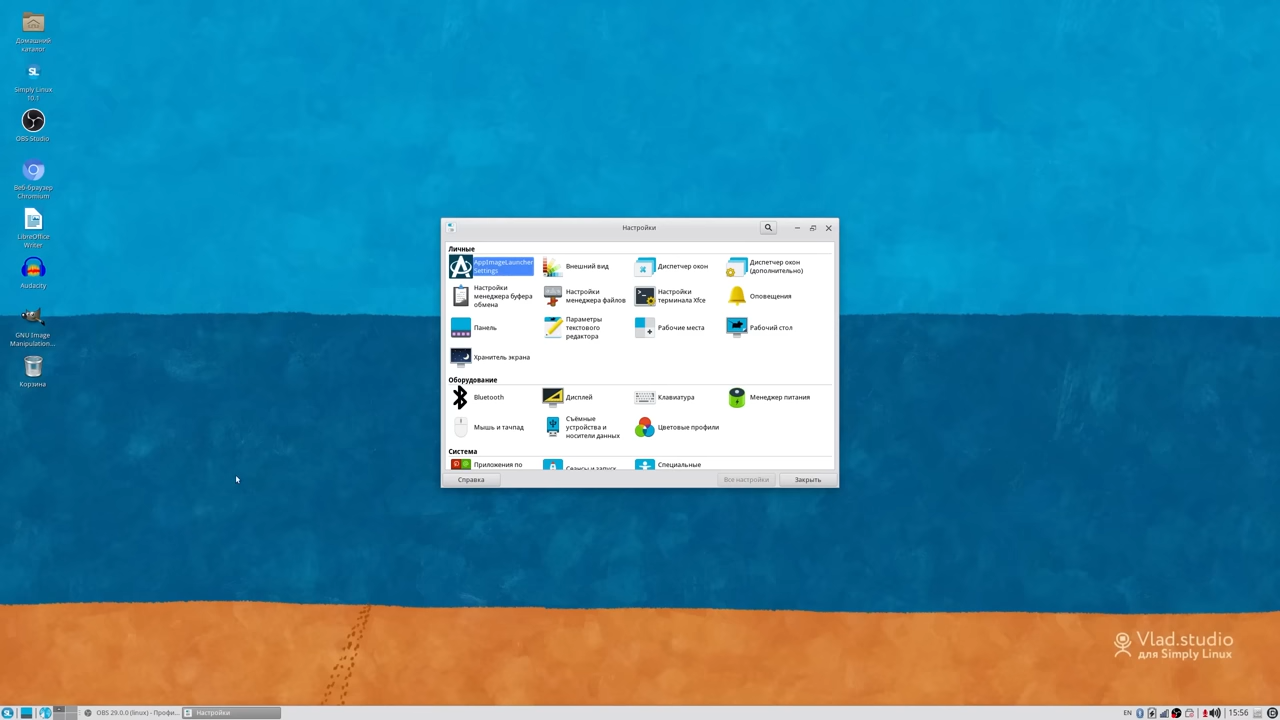 Домашний
каталог
Simply Linux
10.1
OBS Studio
Веб-браузер
Chromium
LibreOffice
Writer
Audacity
GNU Image
Manipulation...
Корзина
Настройки
Личные
AppImageLauncher
Settings
Внешний вид
Диспетчер окон
Диспетчер окон
(дополнительно)
Настройки
менеджера буфера
обмена
Настройки
менеджера файлов
Настройки
терминала Xfce
Оповещения
Панель
Параметры
текстового
редактора
Рабочие места
Рабочий стол
Хранитель экрана
Оборудование
Bluetooth
Дисплей
Клавиатура
Менеджер питания
Мышь и тачпад
Съёмные
устройства и
носители данных
Цветовые профили
Система
Приложения по
Сеансы и запуск
Специальные
Справка
Все настройки
Закрыть
Vlad.studio
для Simply Linux
OBS 29.0.0 (linux) - Профи...
Настройки
EN
15:56